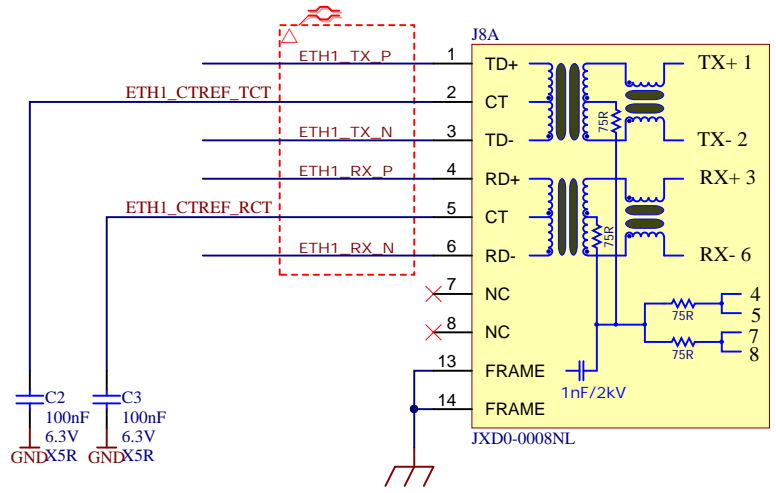 J8A
ETH1_TX_P 1 TD+ TX+ 1
ETH1_CTREF_TCT 2 CT 75R
ETH1_TX_N 3 TD- TX- 2
ETH1_RX_P 4 RD+ RX+ 3
ETH1_CTREF_RCT 5 CT 75R
ETH1_RX_N 6 RD- RX- 6
7 NC 75R 4
5
8 NC 75R 7
8
13 FRAME 1nF/2kV
14 FRAME
JXD0-0008NL
C2
100nF
6.3V
X5R
GND
C3
100nF
6.3V
X5R
GND